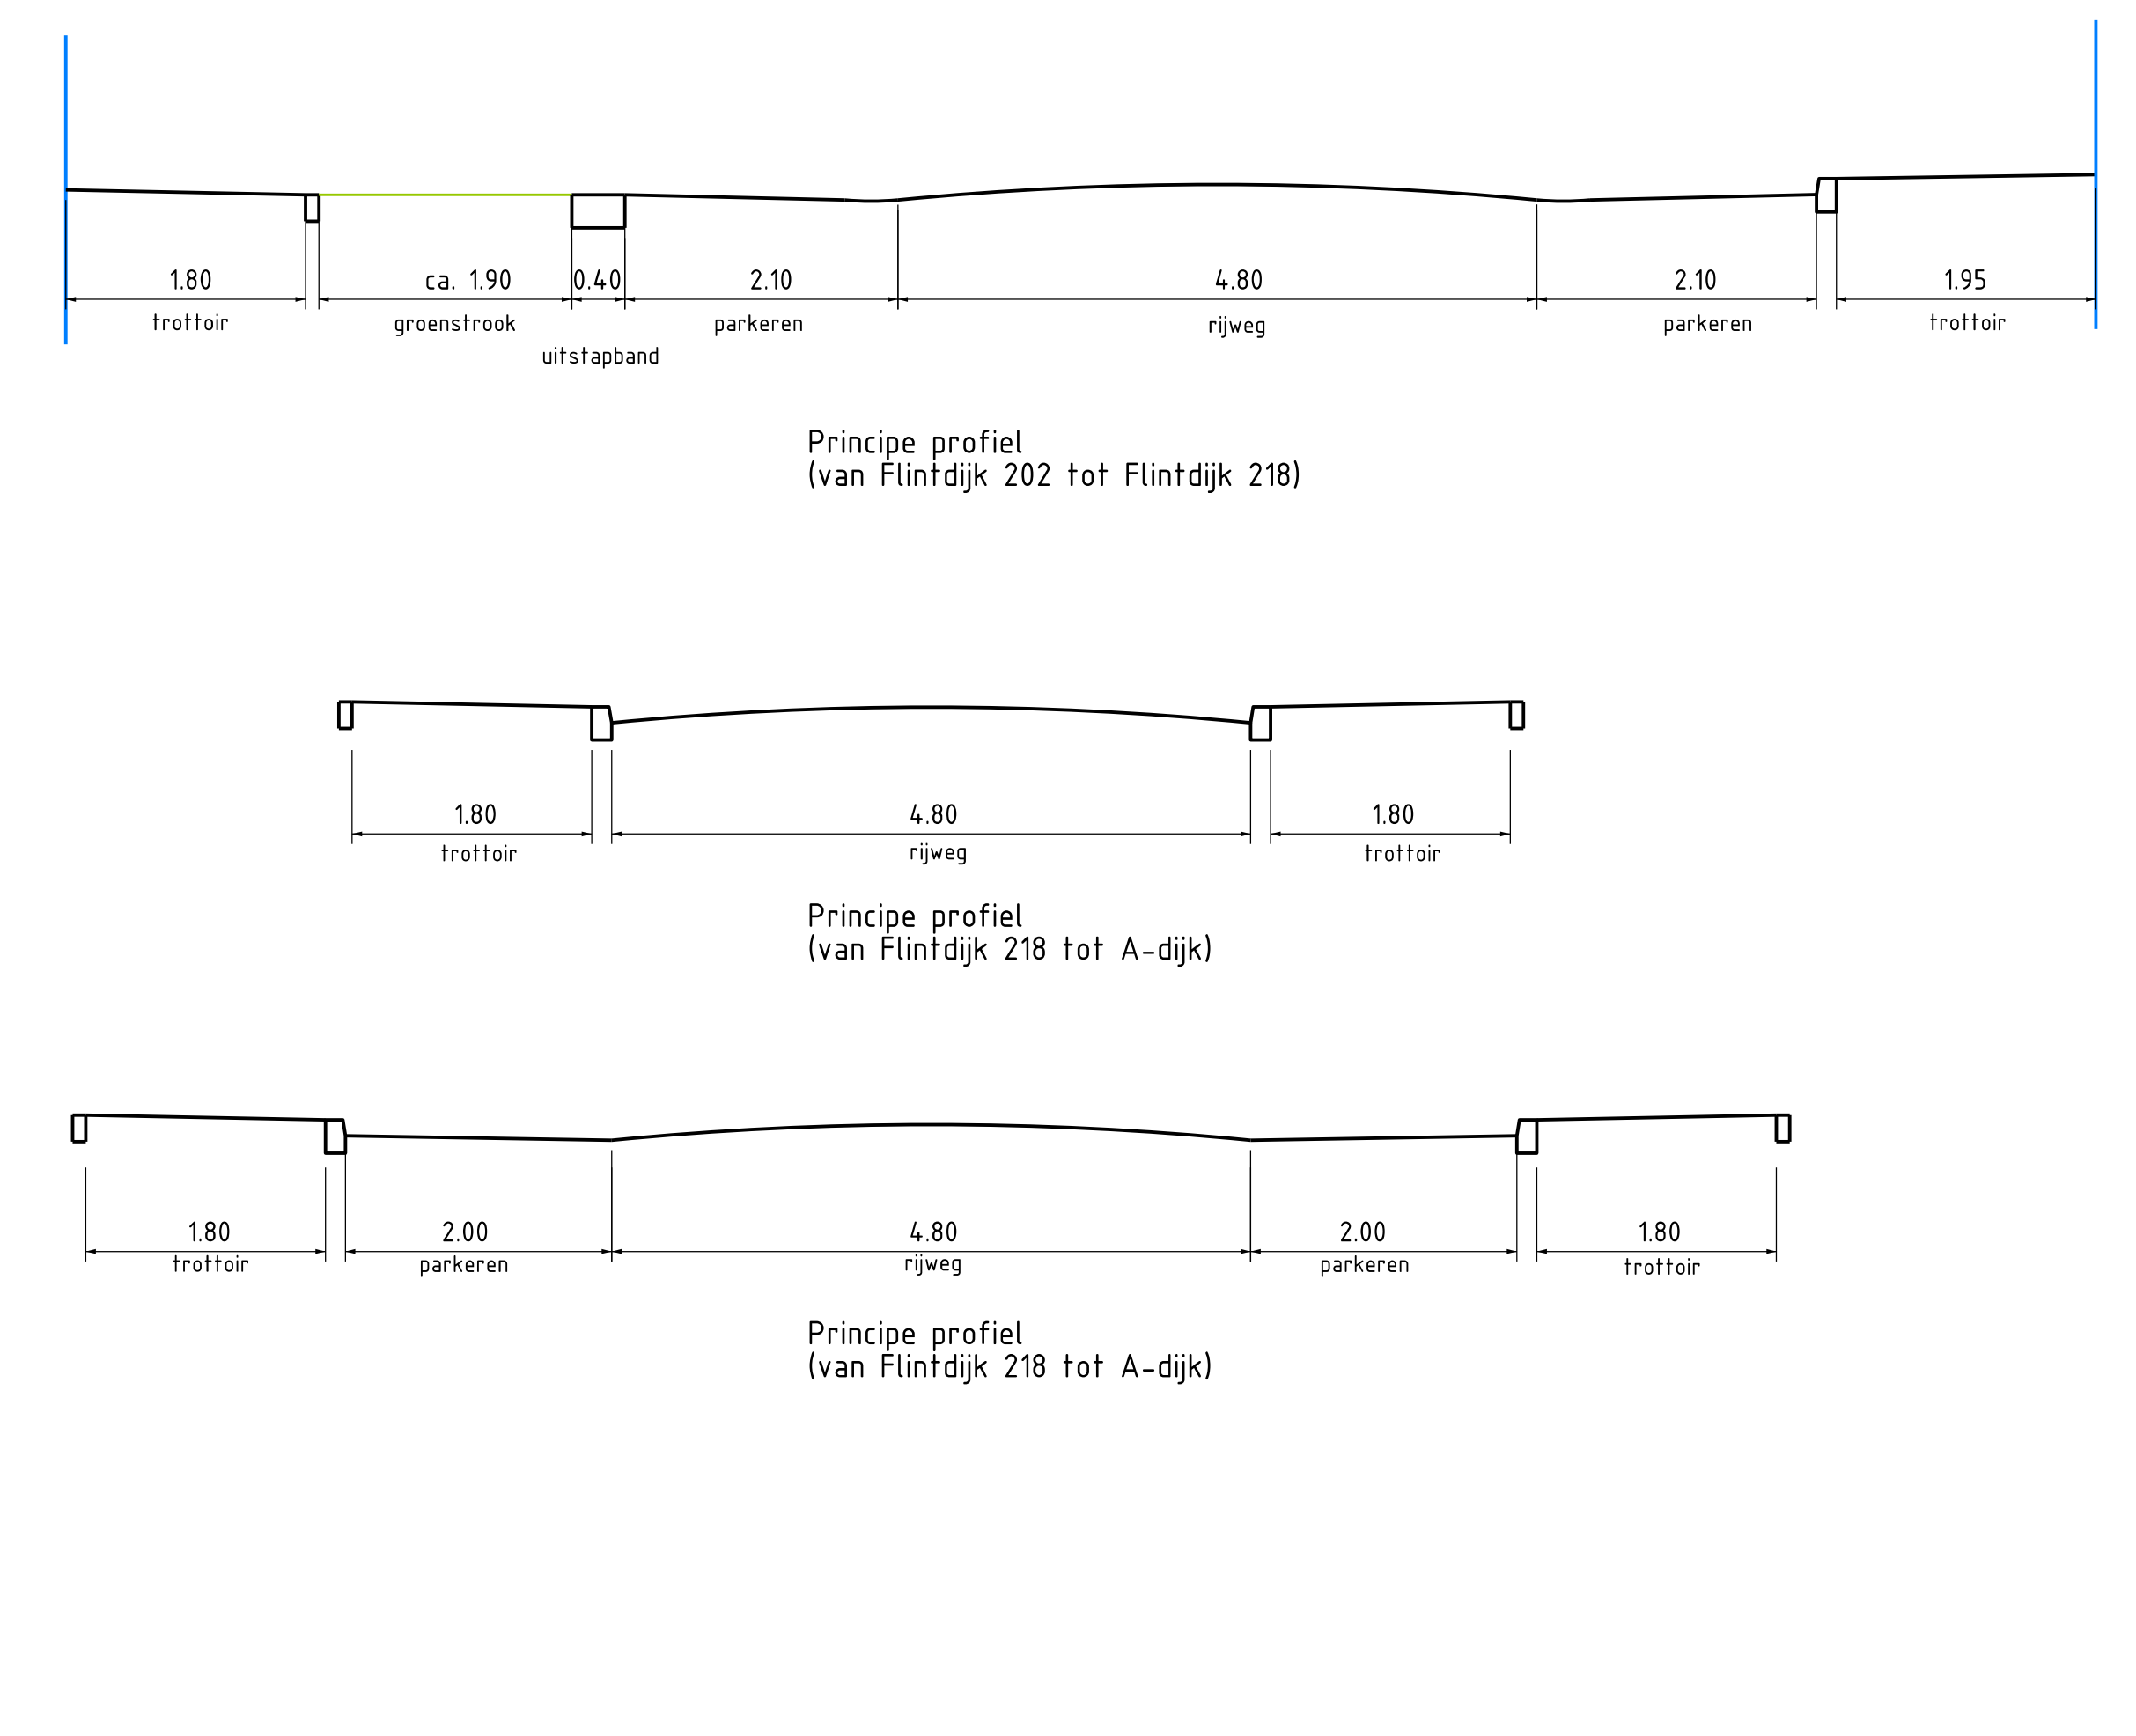 1.80 ca. 1.90 0.40 2.10 4.80 2.10 1.95
trottoir groenstrook parkeren rijweg parkeren trottoir
uitstapband
Principe profiel
(van Flintdijk 202 tot Flintdijk 218)
1.80 4.80 1.80
trottoir rijweg trottoir
Principe profiel
(van Flintdijk 218 tot A-dijk)
1.80 2.00 4.80 2.00 1.80
trottoir parkeren rijweg parkeren trottoir
Principe profiel
(van Flintdijk 218 tot A-dijk)